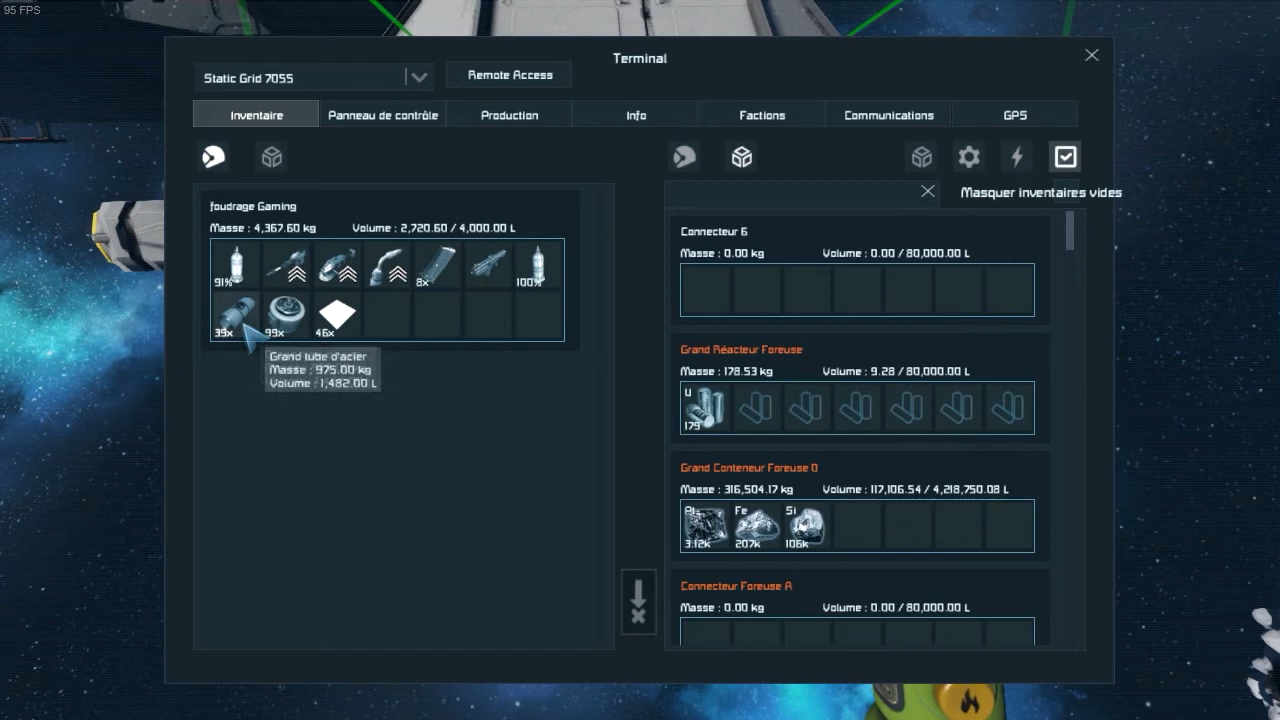 95 FPS
Terminal
Static Grid 7055
Remote Access
Inventaire
Panneau de contrôle
Production
Info
Factions
Communications
GPS
Masquer inventaires vides
foudrage Gaming
Masse : 4,367.60 kg Volume : 2,720.60 / 4,000.00 L
91%
8x
100%
39x
99x
46x
Grand tube d'acier
Masse : 975.00 kg
Volume : 1,482.00 L
Connecteur 6
Masse : 0.00 kg Volume : 0.00 / 80,000.00 L
Grand Réacteur Foreuse
Masse : 178.53 kg Volume : 9.28 / 80,000.00 L
U
179
Grand Conteneur Foreuse 0
Masse : 316,504.17 kg Volume : 117,106.54 / 4,218,750.08 L
Pt Fe Si
3.12k 207k 106k
Connecteur Foreuse A
Masse : 0.00 kg Volume : 0.00 / 80,000.00 L